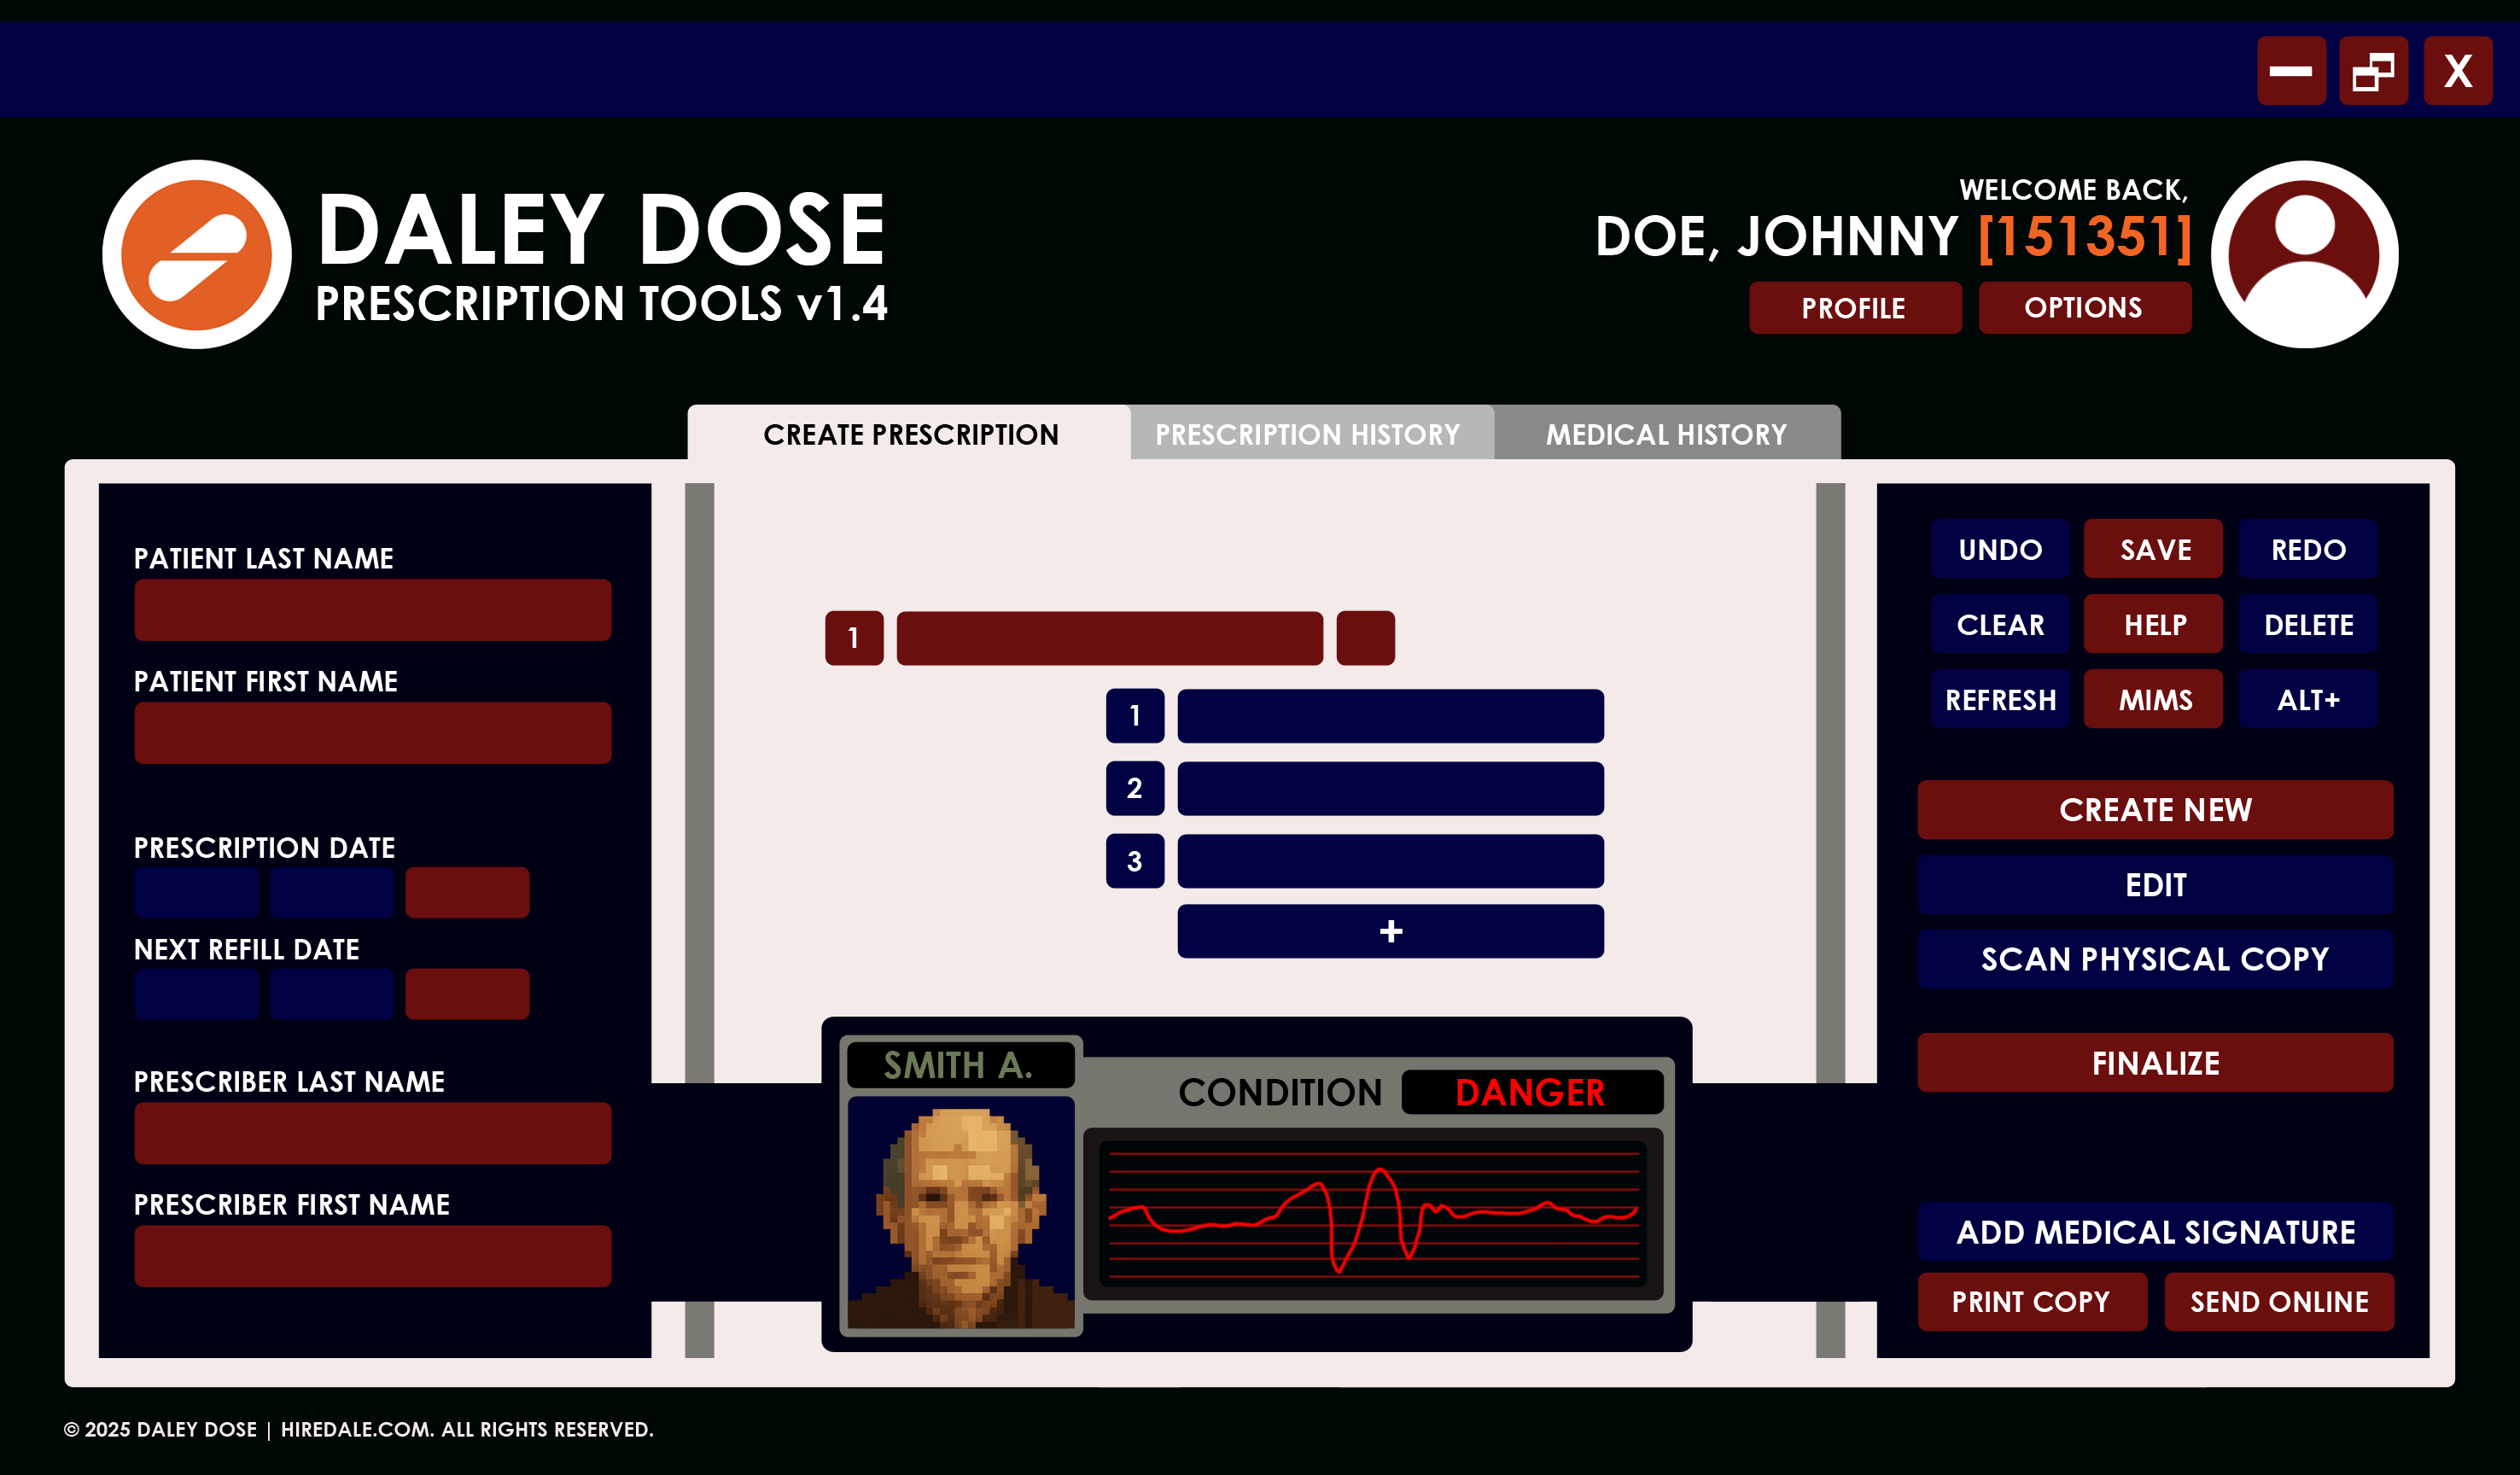 X
DALEY DOSE
PRESCRIPTION TOOLS v1.4
WELCOME BACK,
DOE, JOHNNY [151351]
PROFILE
OPTIONS
CREATE PRESCRIPTION
PRESCRIPTION HISTORY
MEDICAL HISTORY
PATIENT LAST NAME
PATIENT FIRST NAME
PRESCRIPTION DATE
NEXT REFILL DATE
PRESCRIBER LAST NAME
PRESCRIBER FIRST NAME
1
1
2
3
+
SMITH A.
CONDITION
DANGER
UNDO
SAVE
REDO
CLEAR
HELP
DELETE
REFRESH
MIMS
ALT+
CREATE NEW
EDIT
SCAN PHYSICAL COPY
FINALIZE
ADD MEDICAL SIGNATURE
PRINT COPY
SEND ONLINE
© 2025 DALEY DOSE | HIREDALE.COM. ALL RIGHTS RESERVED.